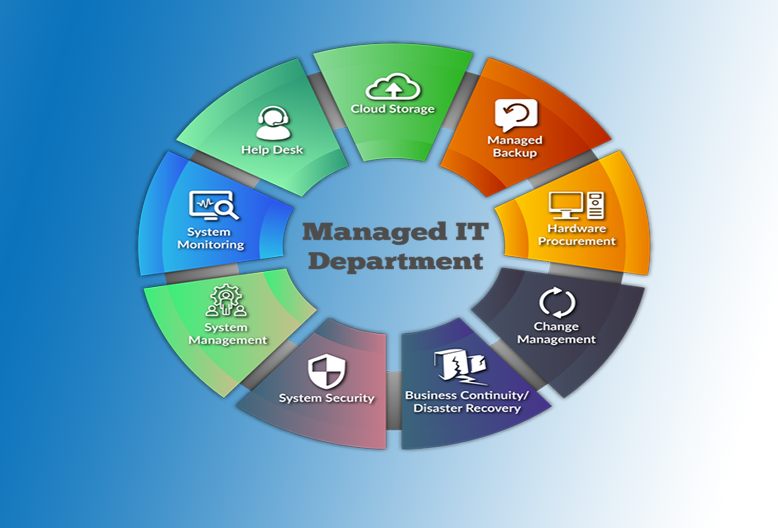 Cloud Storage
Managed
Backup
Hardware
Procurement
Change
Management
Business Continuity/
Disaster Recovery
System Security
System
Management
System
Monitoring
Help Desk
Managed IT
Department